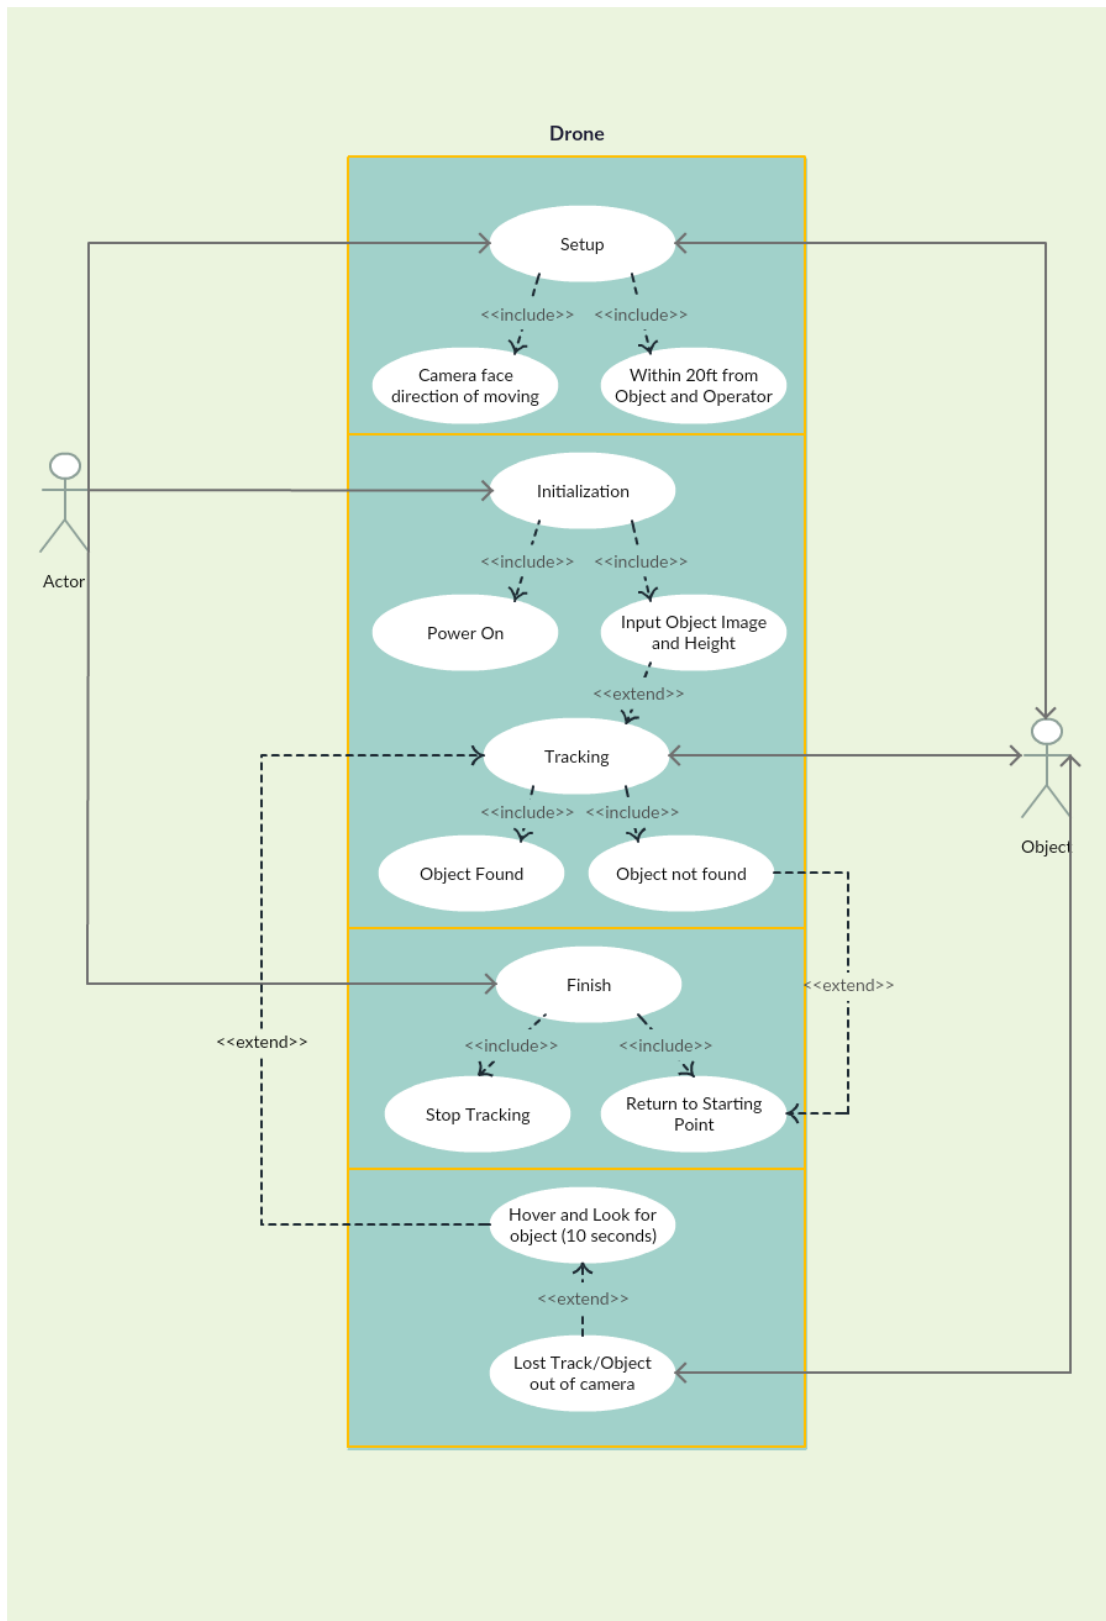 Drone
Setup
<<include>>
<<include>>
Camera face
direction of moving
Within 20ft from
Object and Operator
Initialization
Actor
<<include>>
<<include>>
Power On
Input Object Image
and Height
<<extend>>
Tracking
<<include>>
<<include>>
Object
Object Found
Object not found
Finish
<<extend>>
<<extend>>
<<include>>
<<include>>
Stop Tracking
Return to Starting
Point
Hover and Look for
object (10 seconds)
<<extend>>
Lost Track/Object
out of camera